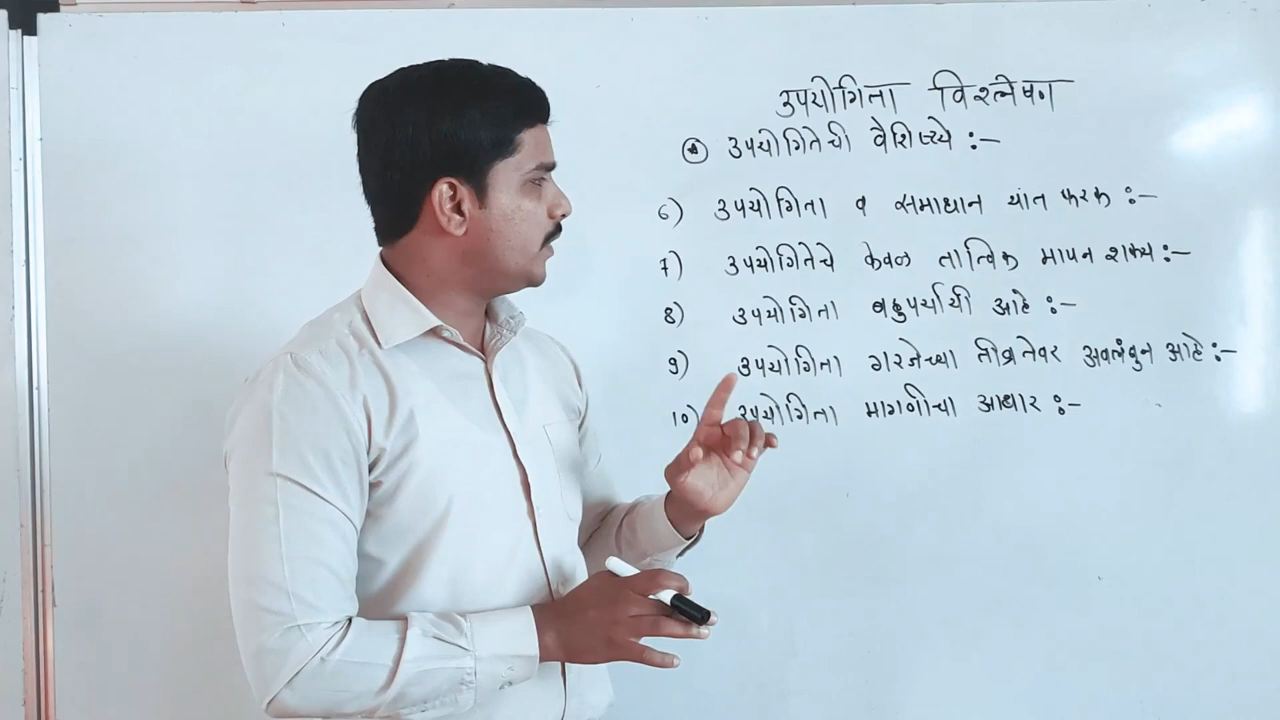 उपयोगिता विश्लेषण
उपयोगितेची वैशिष्ट्ये :-
6) उपयोगिता व समाधान यांत फरक :-
7) उपयोगितेचे केवळ तात्विक मापन शक्य :-
8) उपयोगिता बहुपर्यायी आहे :-
9) उपयोगिता गरजेच्या तीव्रतेवर अवलंबुन आहे :-
10) उपयोगिता मागणीचा आधार :-